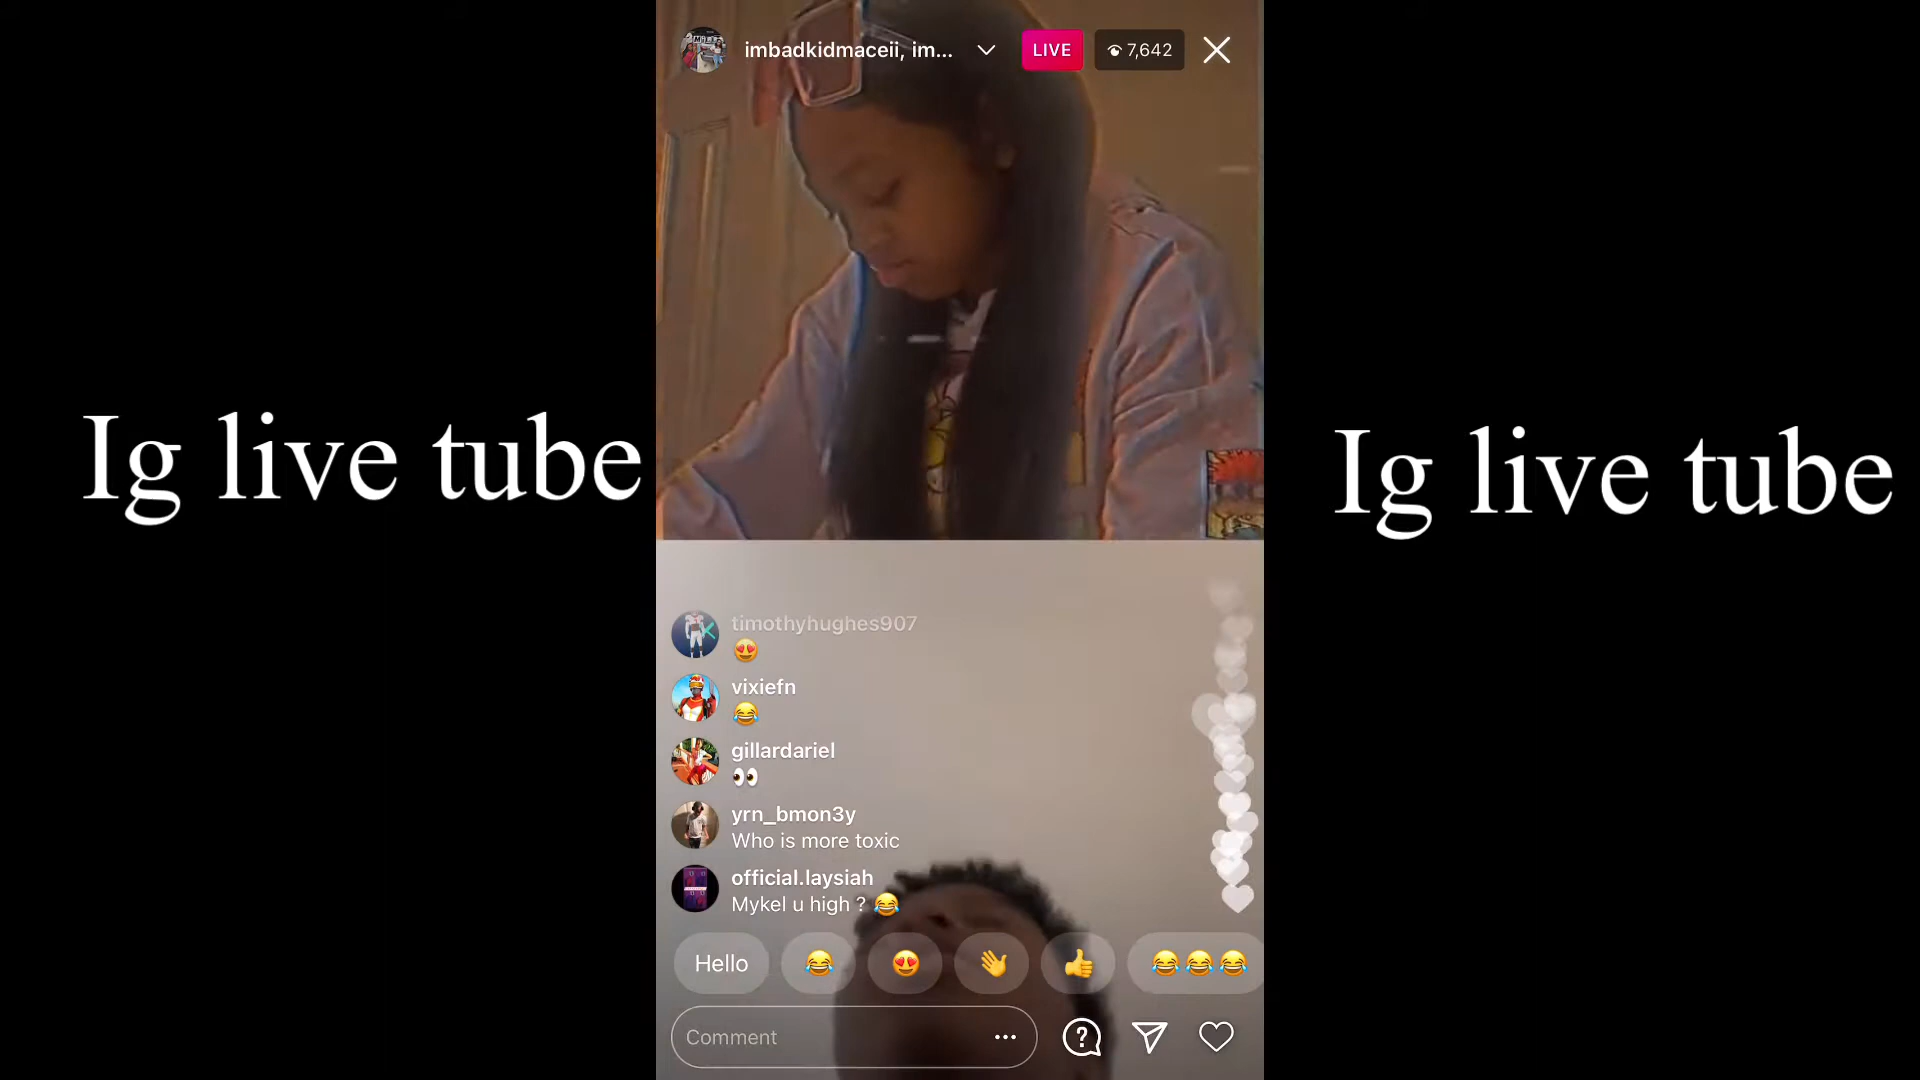 imbadkidmaceii, im...
LIVE
7,642
Ig live tube
Ig live tube
timothyhughes907
😍
vixiefn
😂
gillardariel
👀
yrn_bmon3y
Who is more toxic
official.laysiah
Mykel u high ? 😂
Hello 😂 😍 👋 👍 😂😂😂
Comment